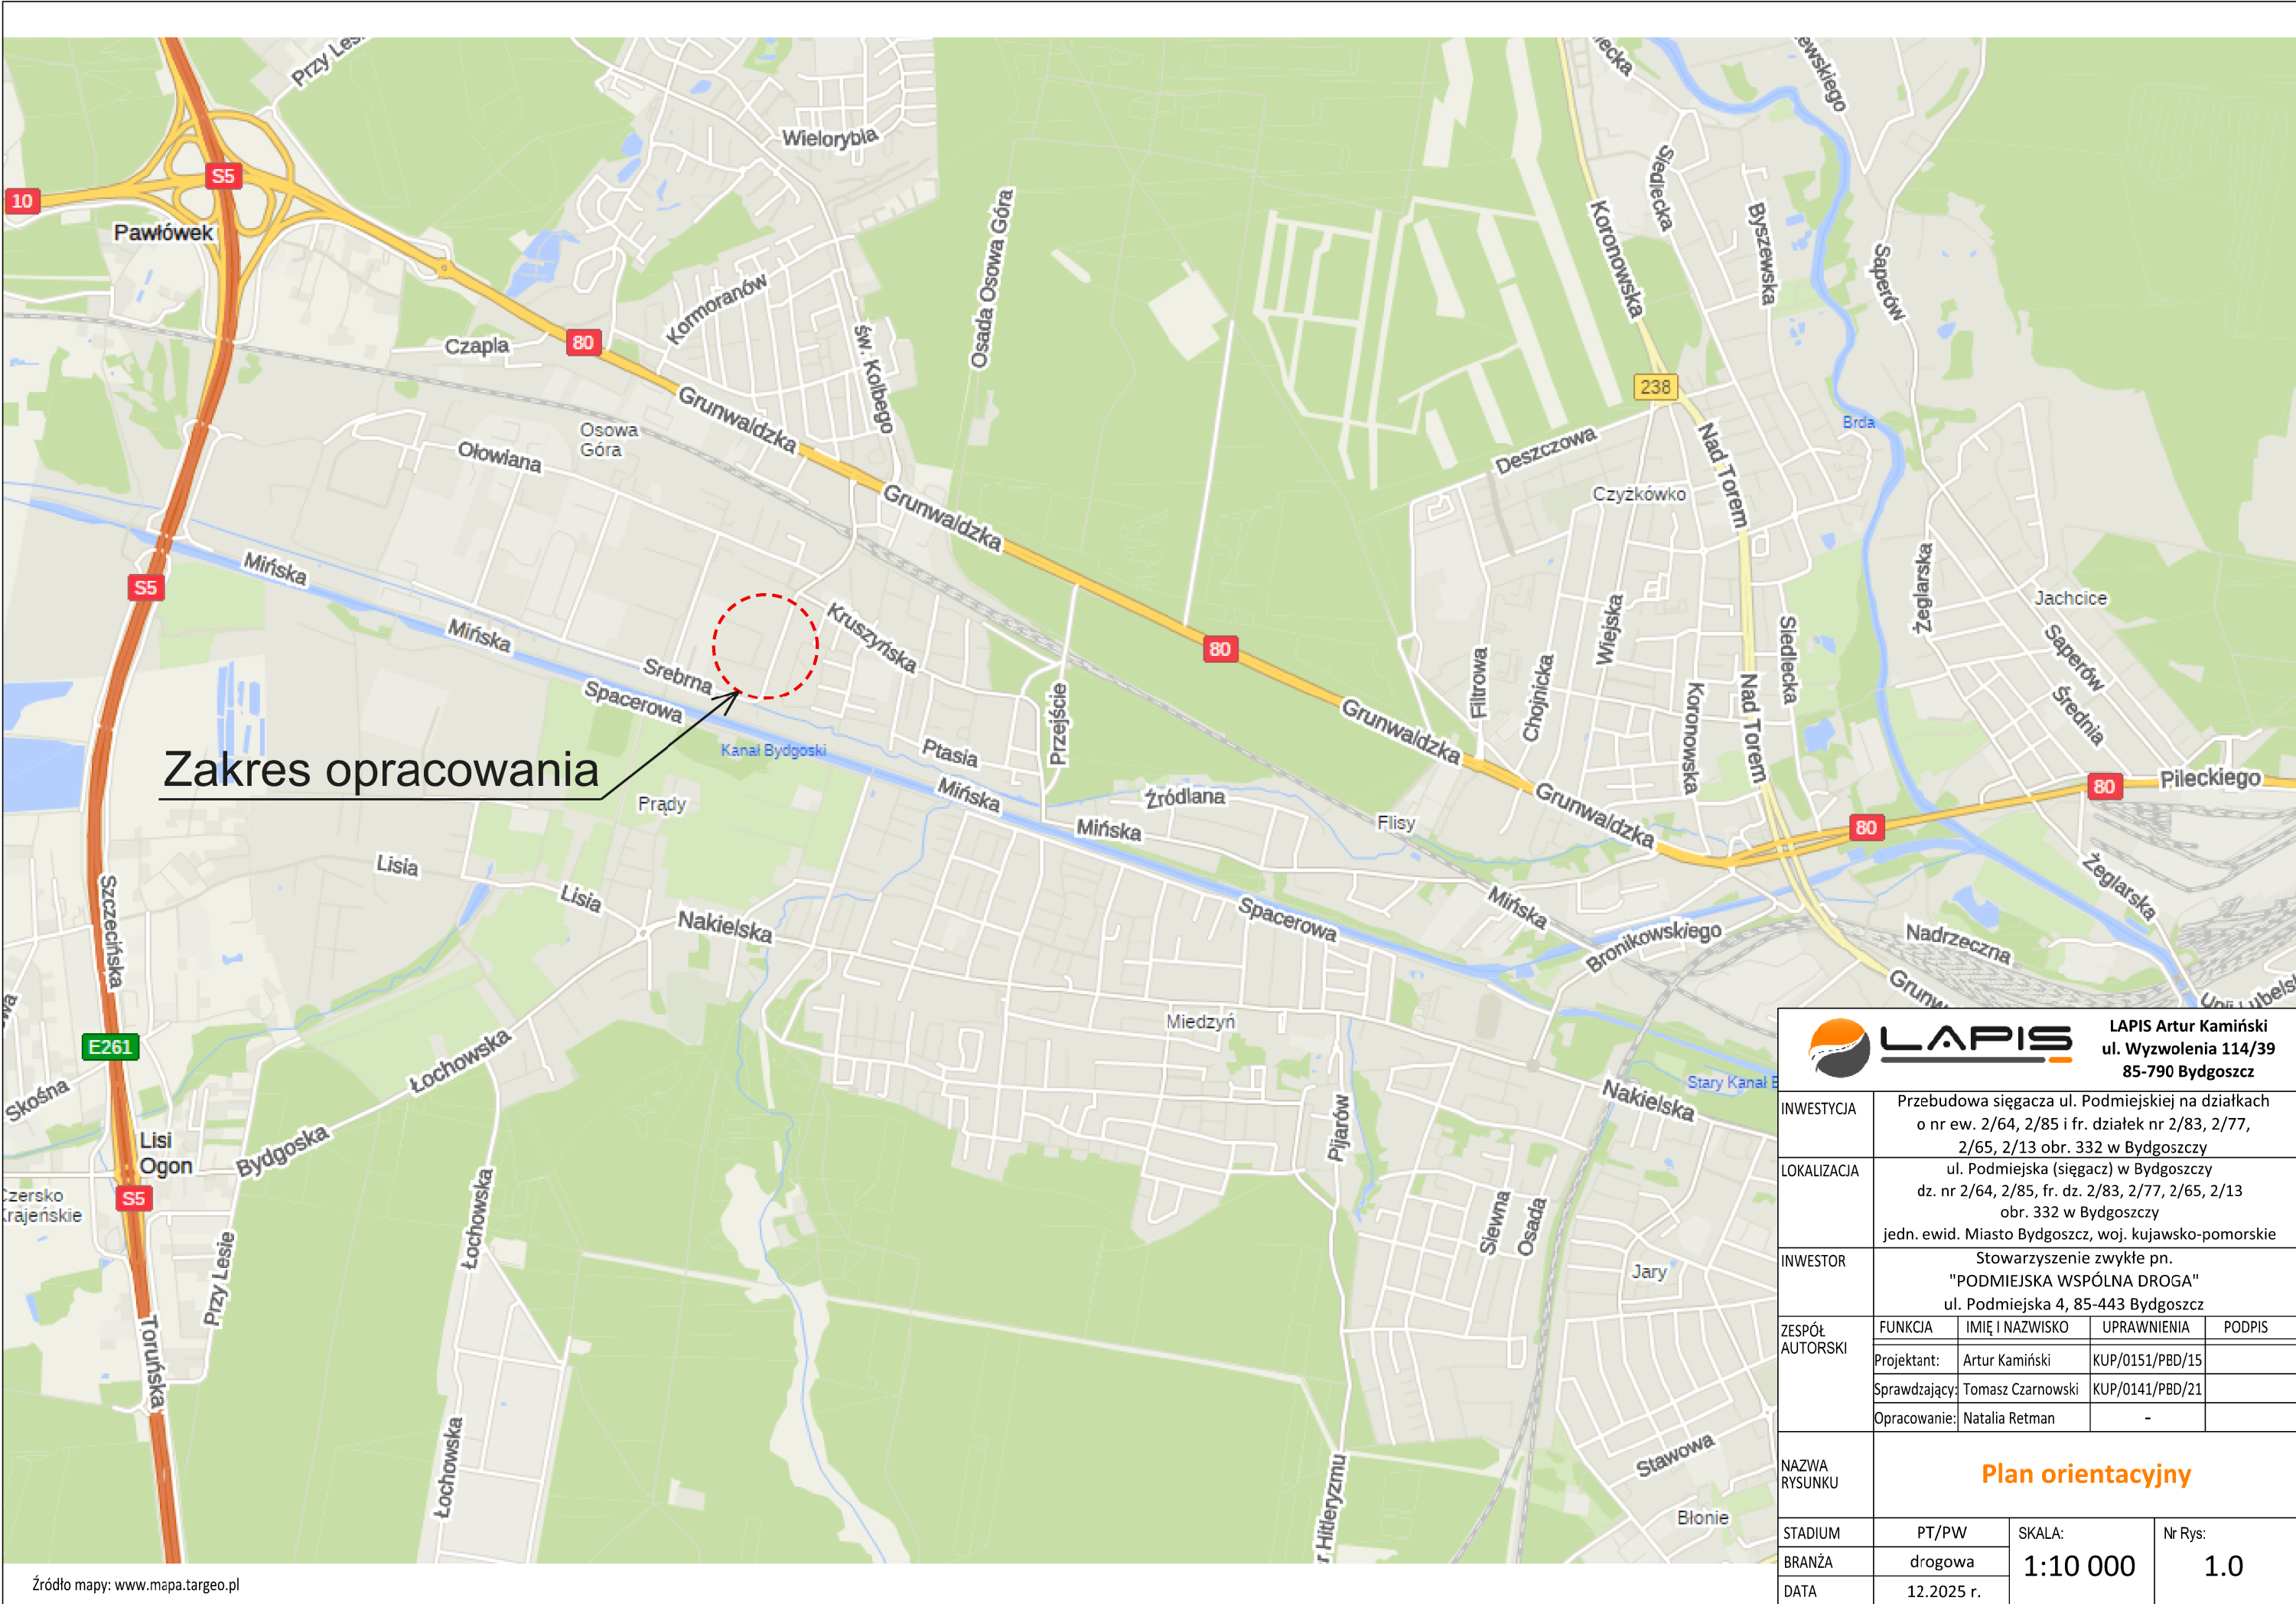 Przy Les
Wielorybia
ecka
ewskiego
S5
10
Pawłówek
Siedlecka
Osada Osowa Góra
Koronowska
Byszewska
Saperów
Kormoranów
Czapla
80
św. Kolbego
238
Grunwaldzka
Osowa
Góra
Ołowiana
Brda
Nad Torem
Deszczowa
Czyżkówko
Grunwaldzka
Mińska
S5
Żeglarska
Jachcice
Mińska
Kruszyńska
80
Wiejska
Siedlecka
Saperów
Srebrna
Spacerowa
Przejście
Filtrowa
Chojnicka
Koronowska
Nad Torem
Średnia
Grunwaldzka
Kanał Bydgoski
Ptasia
Zakres opracowania
Prądy
Mińska
Źródlana
Mińska
Flisy
Grunwaldzka
80
80
Pileckiego
Lisia
Lisia
Szczecińska
Nakielska
Spacerowa
Mińska
Bronikowskiego
Żeglarska
Nadrzeczna
Grunw
Unii Lubels
wa
Miedzyń
E261
Łochowska
Skośna
Stary Kanał B
Nakielska
Pijarów
Lisi
Ogon
Bydgoska
Czersko
Krajeńskie
S5
Łochowska
Siewna
Osada
Przy Lesie
Jary
Toruńska
Łochowska
Stawowa
r Hitleryzmu
Błonie
Źródło mapy: www.mapa.targeo.pl
LAPIS
LAPIS Artur Kamiński
ul. Wyzwolenia 114/39
85-790 Bydgoszcz
INWESTYCJA
Przebudowa sięgacza ul. Podmiejskiej na działkach
o nr ew. 2/64, 2/85 i fr. działek nr 2/83, 2/77,
2/65, 2/13 obr. 332 w Bydgoszczy
LOKALIZACJA
ul. Podmiejska (sięgacz) w Bydgoszczy
dz. nr 2/64, 2/85, fr. dz. 2/83, 2/77, 2/65, 2/13
obr. 332 w Bydgoszczy
jedn. ewid. Miasto Bydgoszcz, woj. kujawsko-pomorskie
INWESTOR
Stowarzyszenie zwykłe pn.
"PODMIEJSKA WSPÓLNA DROGA"
ul. Podmiejska 4, 85-443 Bydgoszcz
ZESPÓŁ
AUTORSKI
FUNKCJA IMIĘ I NAZWISKO UPRAWNIENIA PODPIS
Projektant: Artur Kamiński KUP/0151/PBD/15
Sprawdzający: Tomasz Czarnowski KUP/0141/PBD/21
Opracowanie: Natalia Retman -
NAZWA
RYSUNKU
Plan orientacyjny
STADIUM PT/PW
BRANŻA drogowa
DATA 12.2025 r.
SKALA:
1:10 000
Nr Rys:
1.0